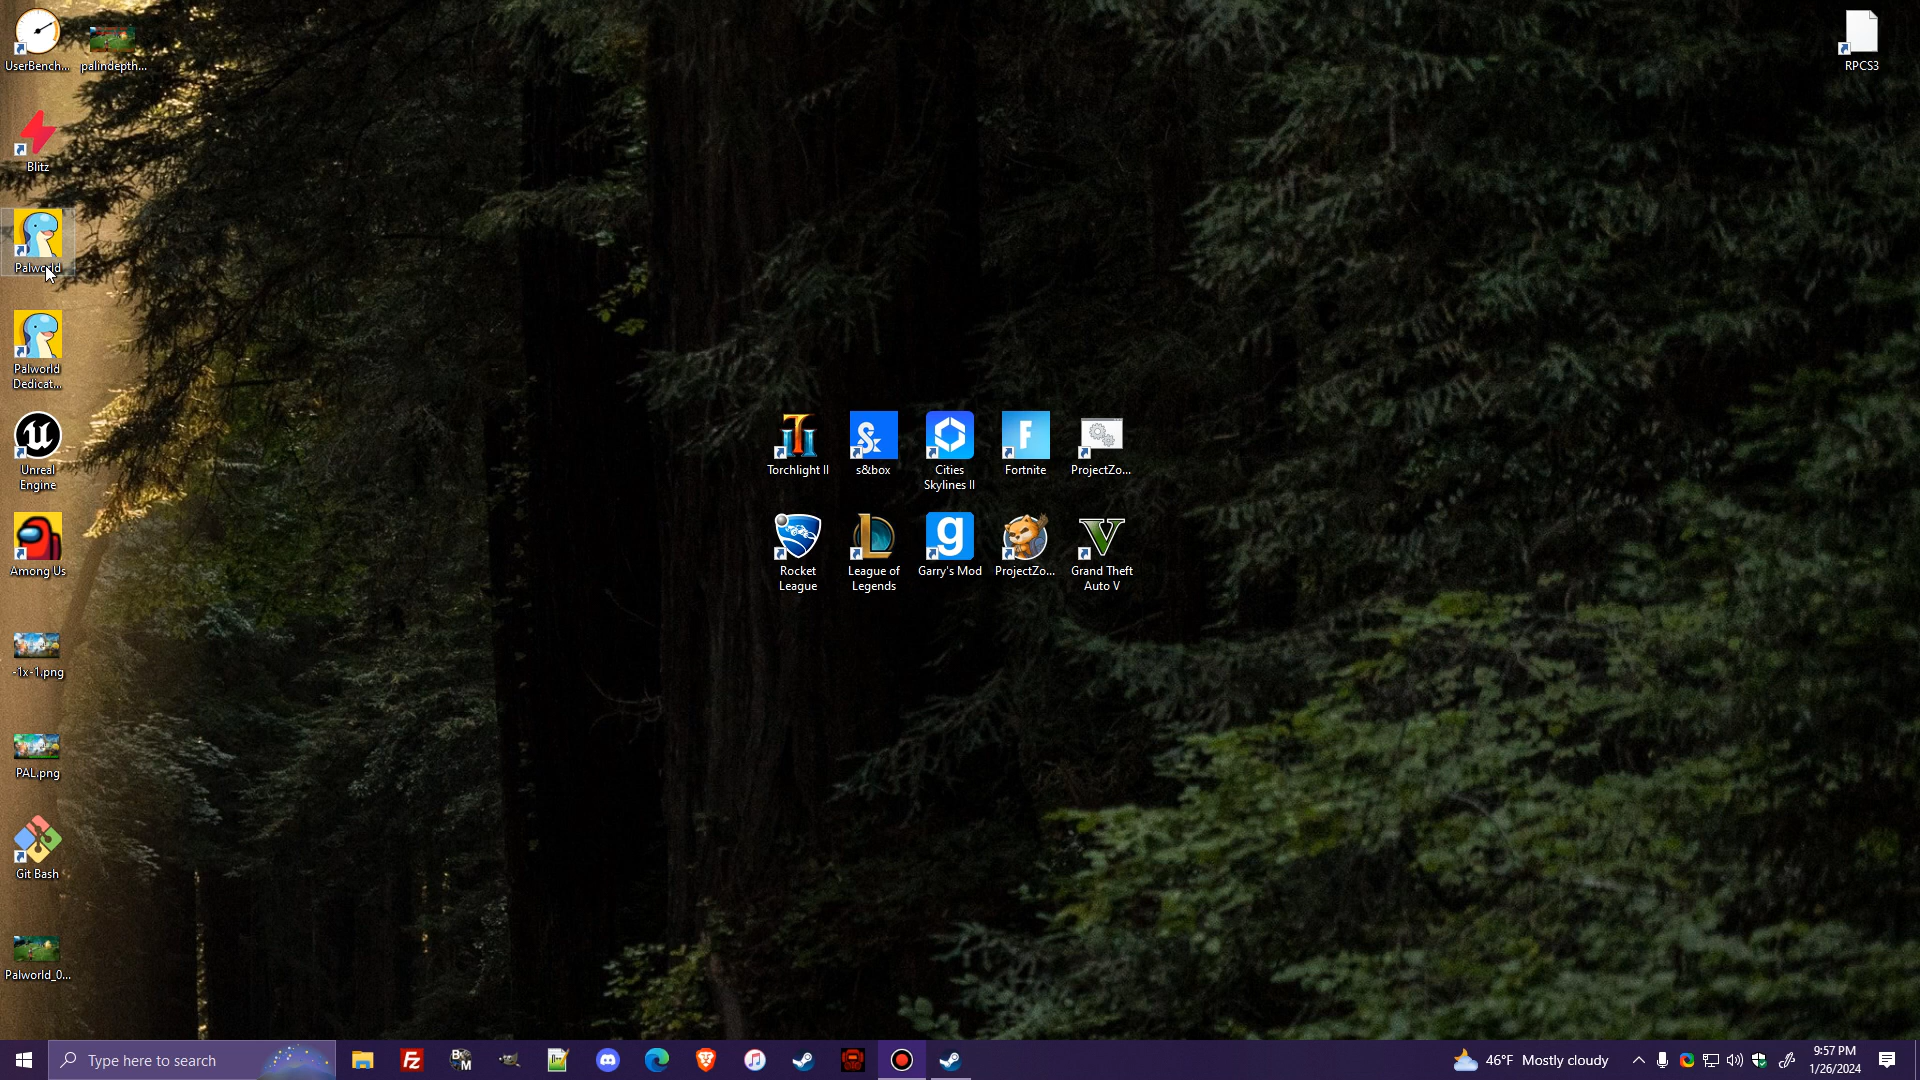 UserBench...
palindepth...
RPCS3
Blitz
Palworld
Palworld
Dedicat...
Unreal
Engine
Among Us
-1x-1.png
PAL.png
Git Bash
Palworld_0...
Torchlight II
s&box
Cities
Skylines II
Fortnite
ProjectZo...
Rocket
League
League of
Legends
Garry's Mod
ProjectZo...
Grand Theft
Auto V
Type here to search
46°F Mostly cloudy
9:57 PM
1/26/2024